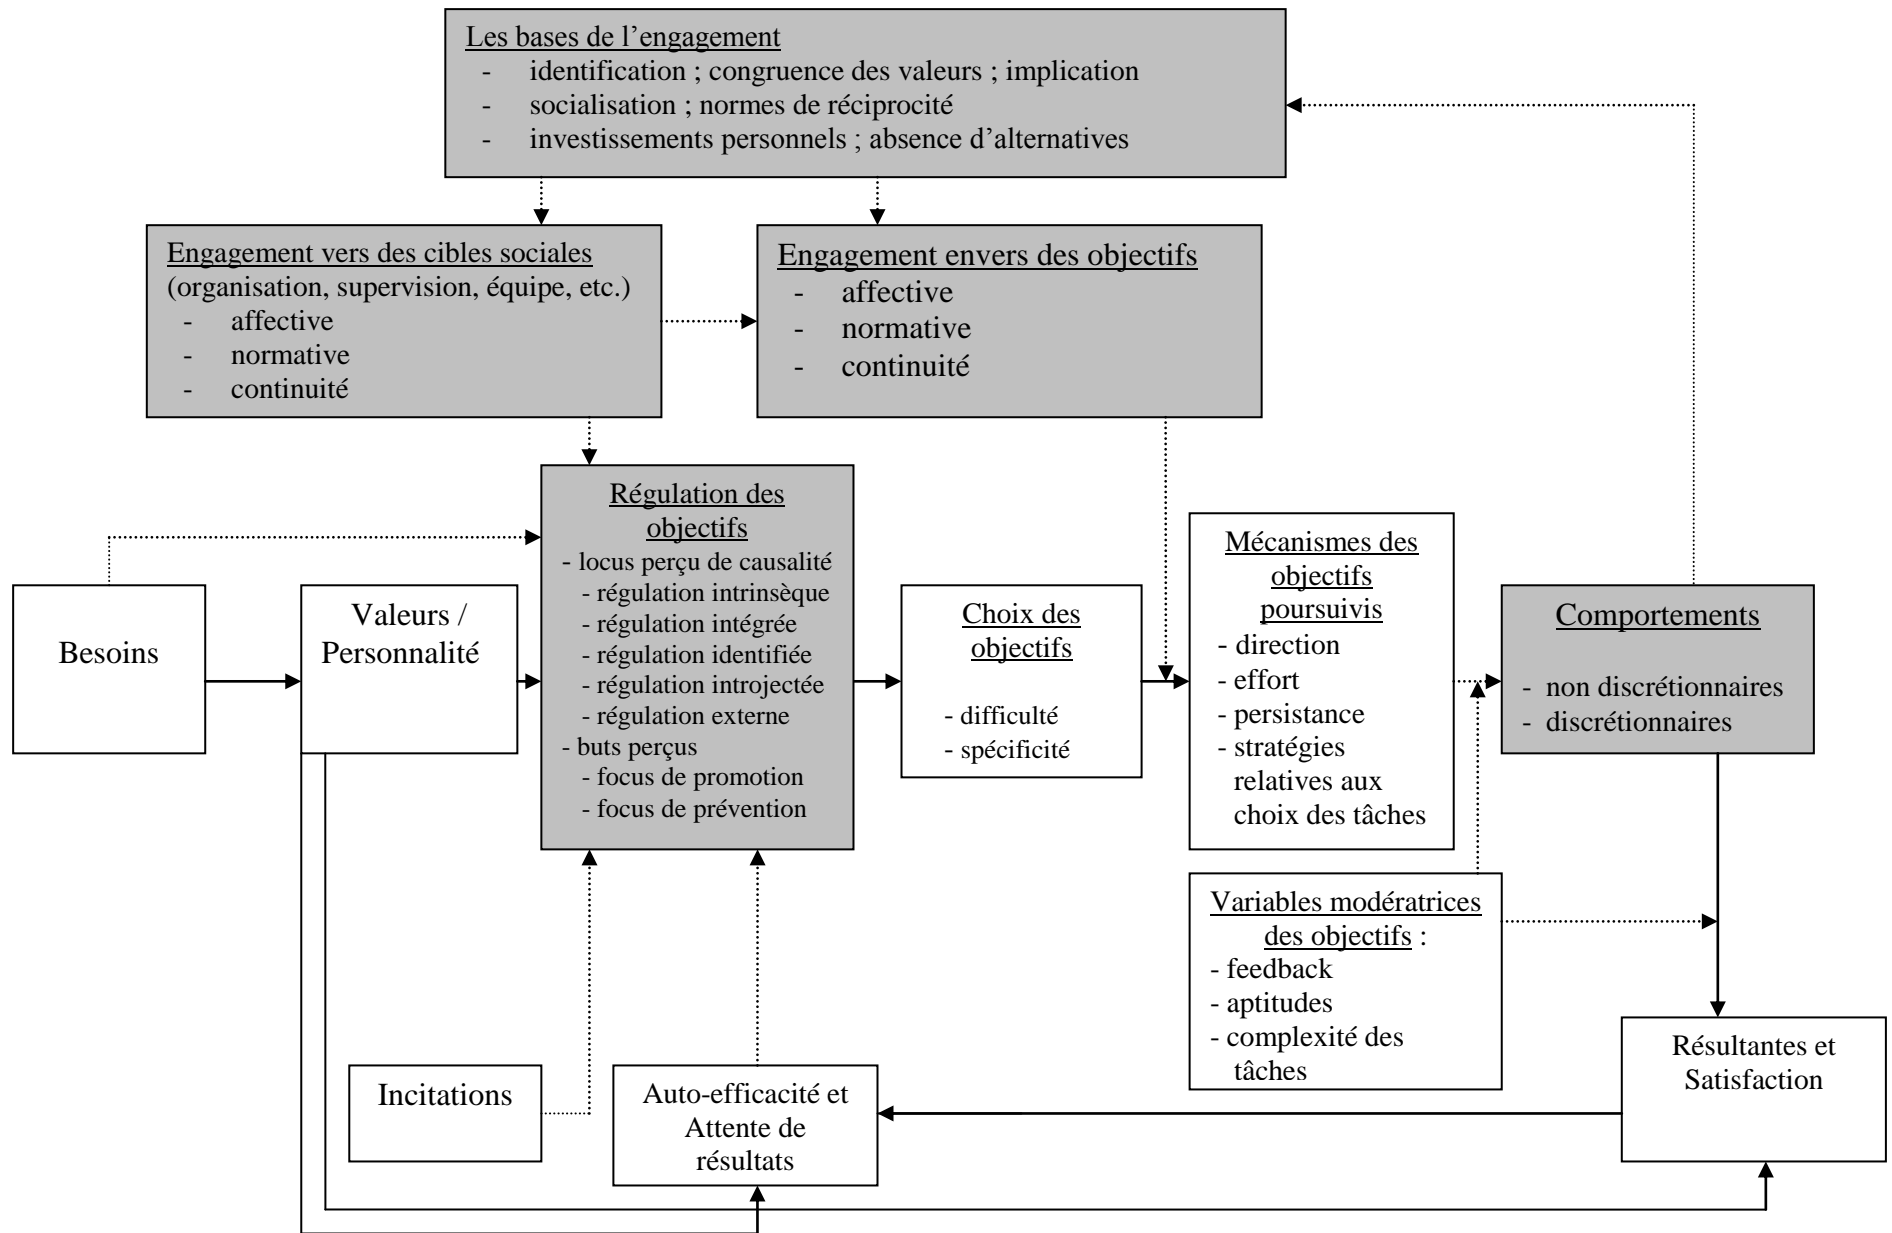 Les bases de l’engagement
- identification ; congruence des valeurs ; implication
- socialisation ; normes de réciprocité
- investissements personnels ; absence d’alternatives
Engagement vers des cibles sociales
(organisation, supervision, équipe, etc.)
- affective
- normative
- continuité
Engagement envers des objectifs
- affective
- normative
- continuité
Besoins
Valeurs /
Personnalité
Régulation des
objectifs
- locus perçu de causalité
- régulation intrinsèque
- régulation intégrée
- régulation identifiée
- régulation introjectée
- régulation externe
- buts perçus
- focus de promotion
- focus de prévention
Choix des
objectifs
- difficulté
- spécificité
Mécanismes des
objectifs
poursuivis
- direction
- effort
- persistance
- stratégies
relatives aux
choix des tâches
Comportements
- non discrétionnaires
- discrétionnaires
Variables modératrices
des objectifs :
- feedback
- aptitudes
- complexité des
tâches
Incitations
Auto-efficacité et
Attente de
résultats
Résultantes et
Satisfaction